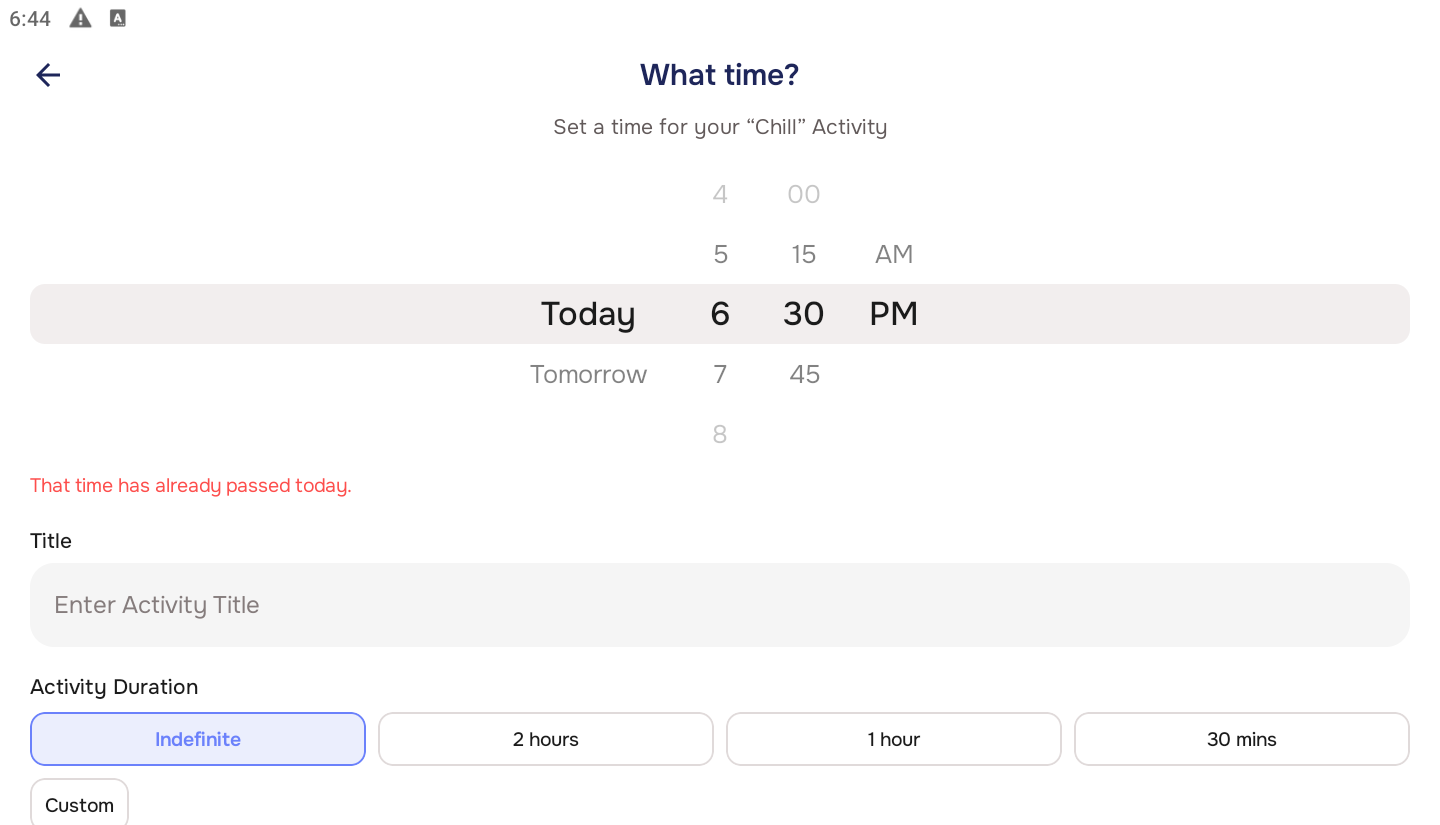 6:44
What time?
Set a time for your “Chill” Activity
4 00
5 15 AM
Today 6 30 PM
Tomorrow 7 45
8
That time has already passed today.
Title
Enter Activity Title
Activity Duration
Indefinite 2 hours 1 hour 30 mins
Custom